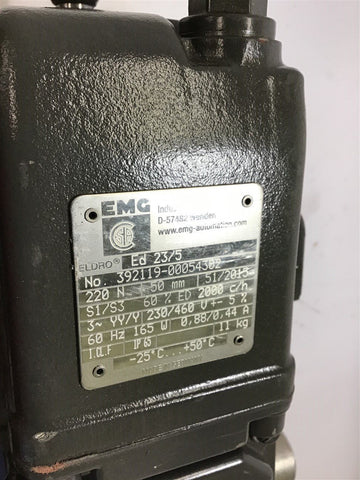 EMG
D-57482 Wenden
www.emg-automation.com
ELDRO® Ed 23/5
No. 392119-00054302
220 N 50 mm 51/2015
S1/S3 60 % ED 2000 c/h
3~ YY/Y 230/460 V +- 5 %
60 Hz 165 W 0,88/0,44 A
I.Cl.F IP 65 11 kg
-25°C...+50°C